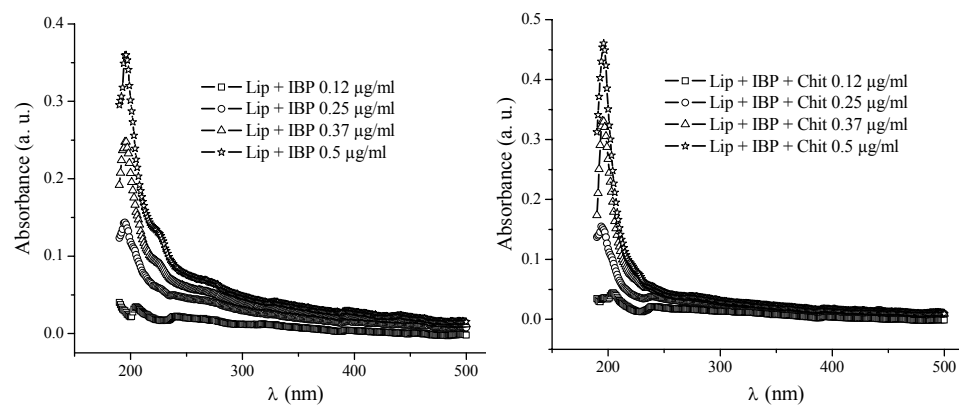 0.4
0.3
0.2
0.1
0.0
Absorbance (a. u.)
200
300
400
500
λ (nm)
Lip + IBP 0.12 μg/ml
Lip + IBP 0.25 μg/ml
Lip + IBP 0.37 μg/ml
Lip + IBP 0.5 μg/ml
0.5
0.4
0.3
0.2
0.1
0.0
Absorbance (a. u.)
200
300
400
500
λ (nm)
Lip + IBP + Chit 0.12 μg/ml
Lip + IBP + Chit 0.25 μg/ml
Lip + IBP + Chit 0.37 μg/ml
Lip + IBP + Chit 0.5 μg/ml